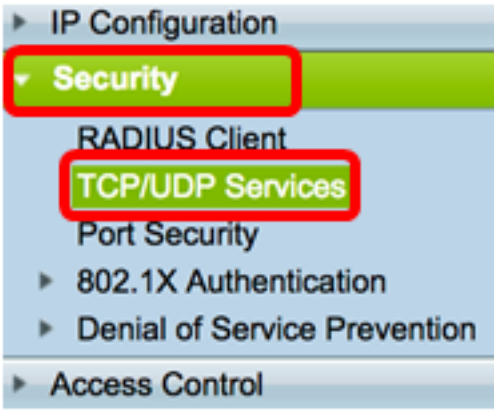 IP Configuration
Security
RADIUS Client
TCP/UDP Services
Port Security
802.1X Authentication
Denial of Service Prevention
Access Control